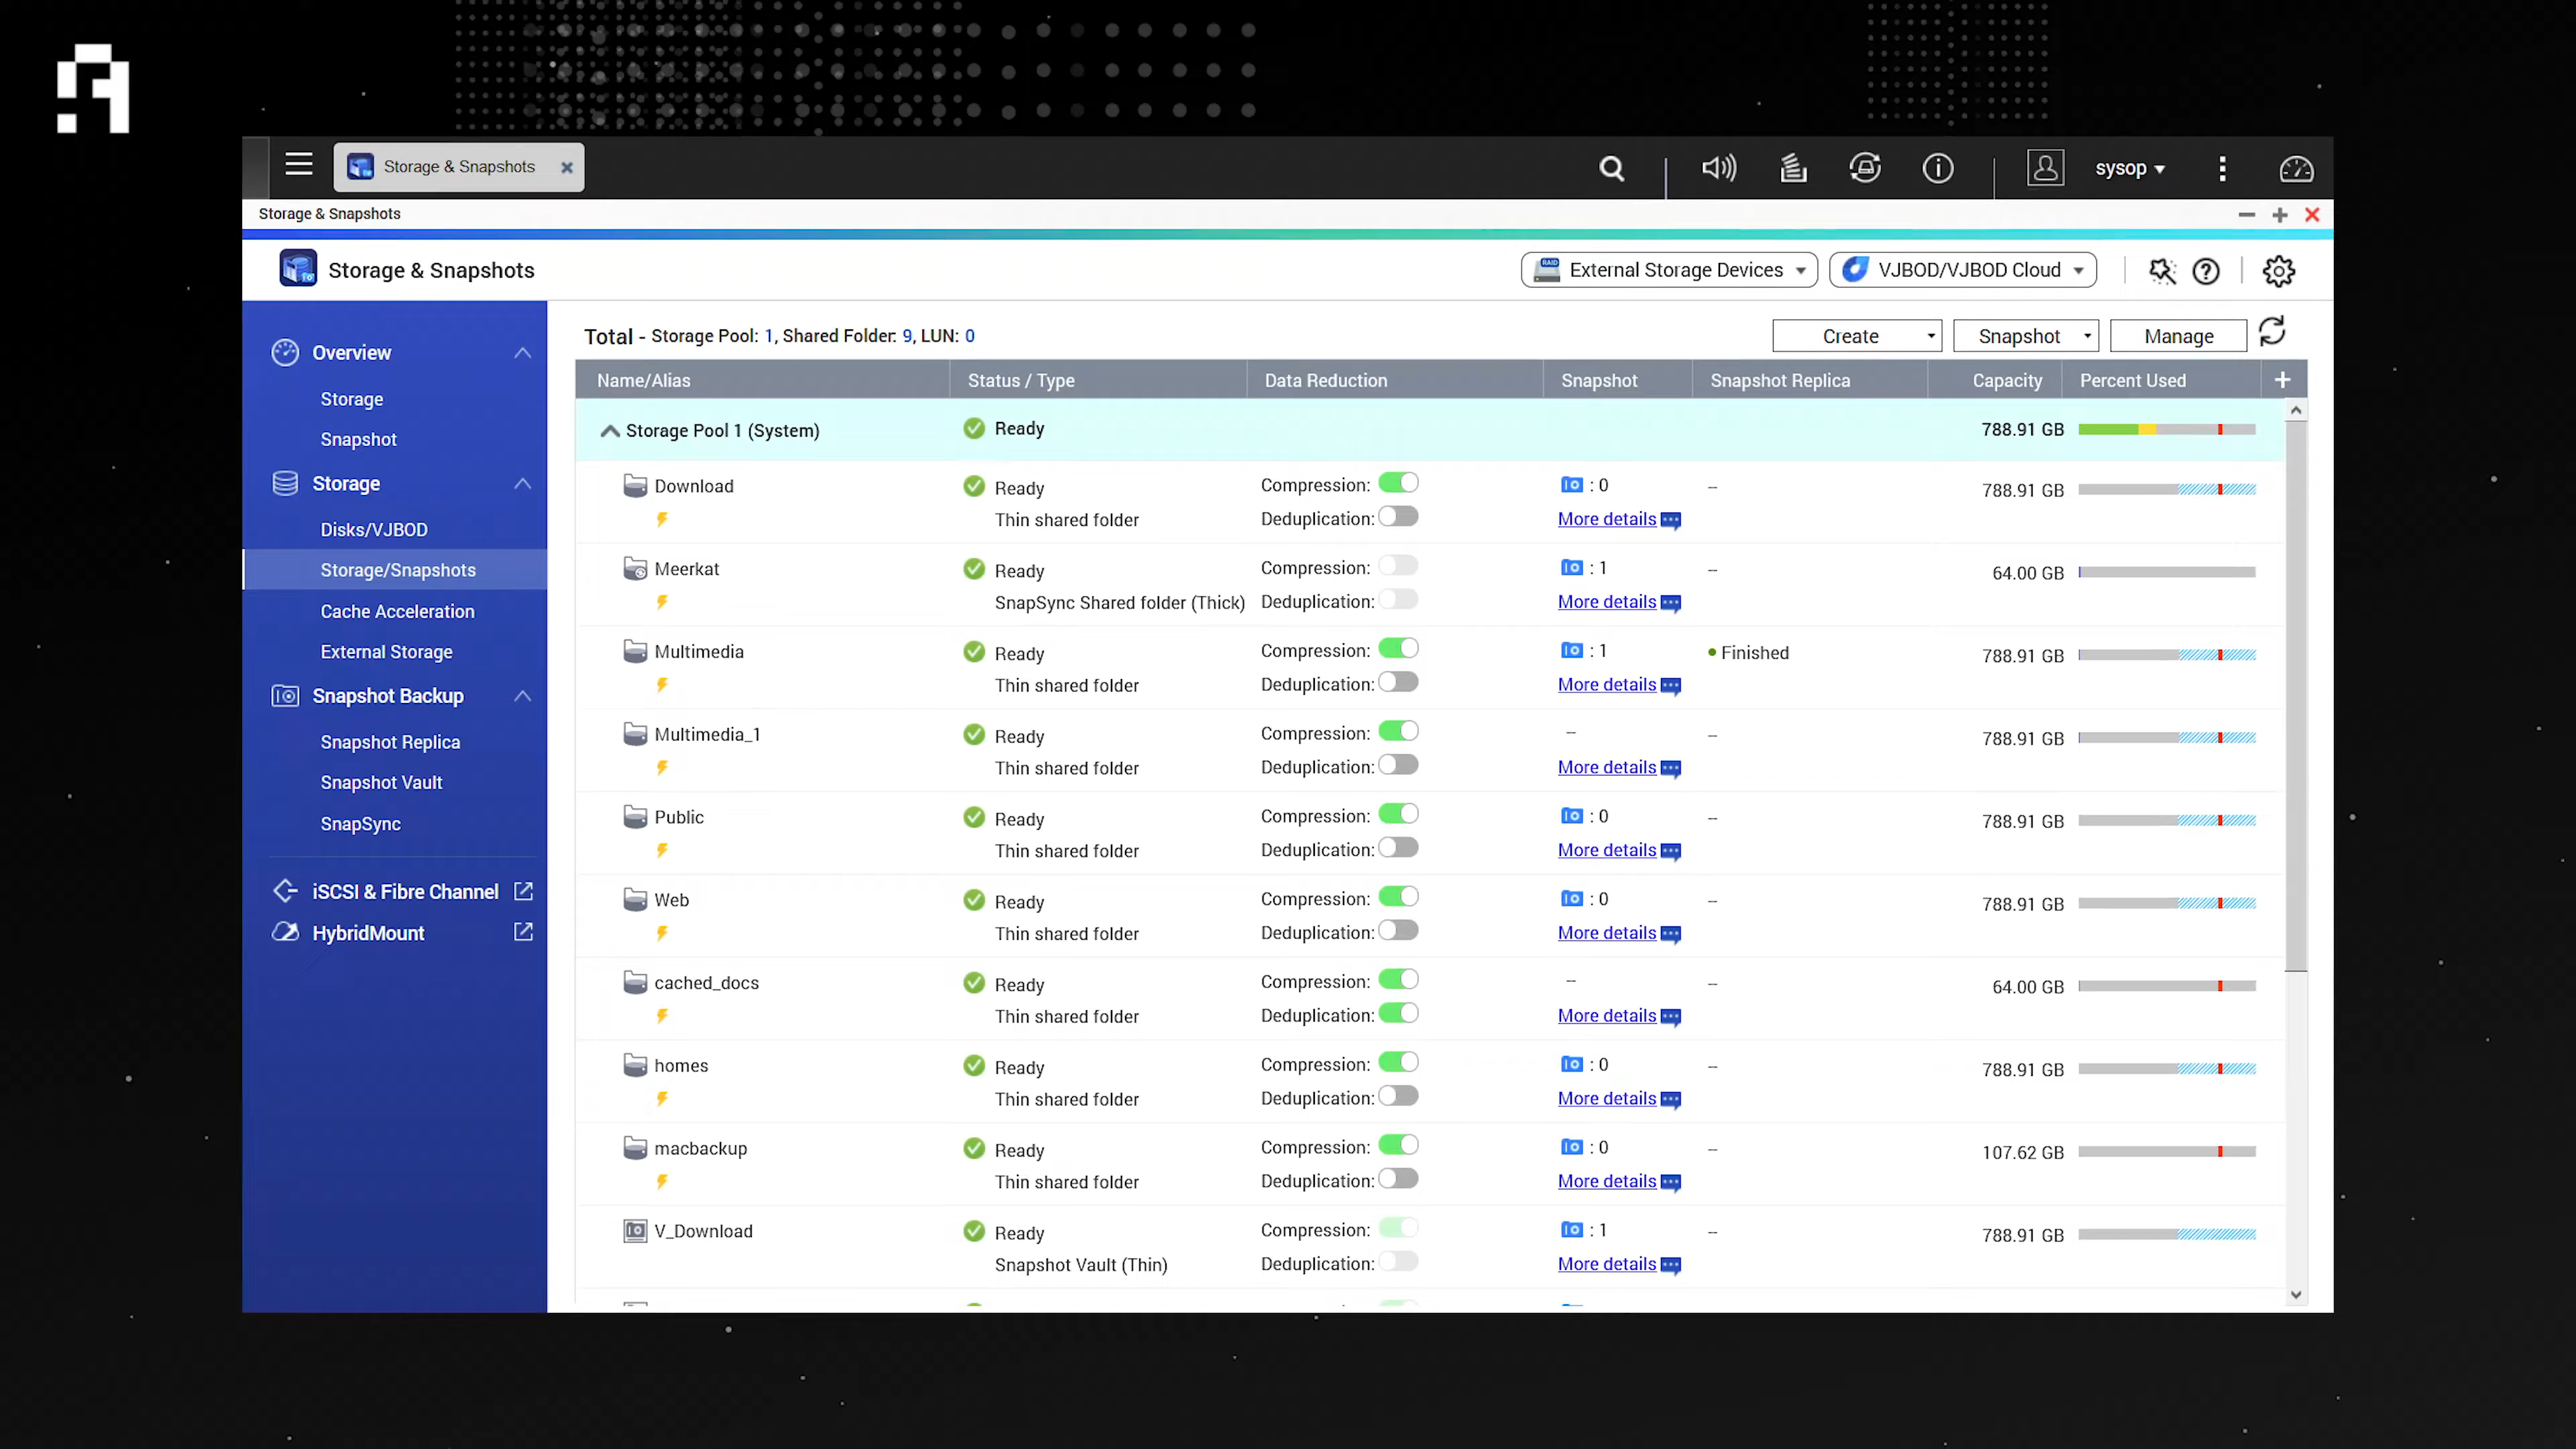 Storage & Snapshots
sysop
Storage & Snapshots
Storage & Snapshots
RAID External Storage Devices
VJBOD/VJBOD Cloud
Overview
Storage
Snapshot
Storage
Disks/VJBOD
Storage/Snapshots
Cache Acceleration
External Storage
Snapshot Backup
Snapshot Replica
Snapshot Vault
SnapSync
iSCSI & Fibre Channel
HybridMount
Total - Storage Pool: 1, Shared Folder: 9, LUN: 0
Create
Snapshot
Manage
Name/Alias Status / Type Data Reduction Snapshot Snapshot Replica Capacity Percent Used +
Storage Pool 1 (System) Ready 788.91 GB
Download Ready Compression: : 0 -- 788.91 GB
Thin shared folder Deduplication: More details
Meerkat Ready Compression: : 1 -- 64.00 GB
SnapSync Shared folder (Thick) Deduplication: More details
Multimedia Ready Compression: : 1 Finished 788.91 GB
Thin shared folder Deduplication: More details
Multimedia_1 Ready Compression: -- -- 788.91 GB
Thin shared folder Deduplication: More details
Public Ready Compression: : 0 -- 788.91 GB
Thin shared folder Deduplication: More details
Web Ready Compression: : 0 -- 788.91 GB
Thin shared folder Deduplication: More details
cached_docs Ready Compression: -- -- 64.00 GB
Thin shared folder Deduplication: More details
homes Ready Compression: : 0 -- 788.91 GB
Thin shared folder Deduplication: More details
macbackup Ready Compression: : 0 -- 107.62 GB
Thin shared folder Deduplication: More details
V_Download Ready Compression: : 1 -- 788.91 GB
Snapshot Vault (Thin) Deduplication: More details